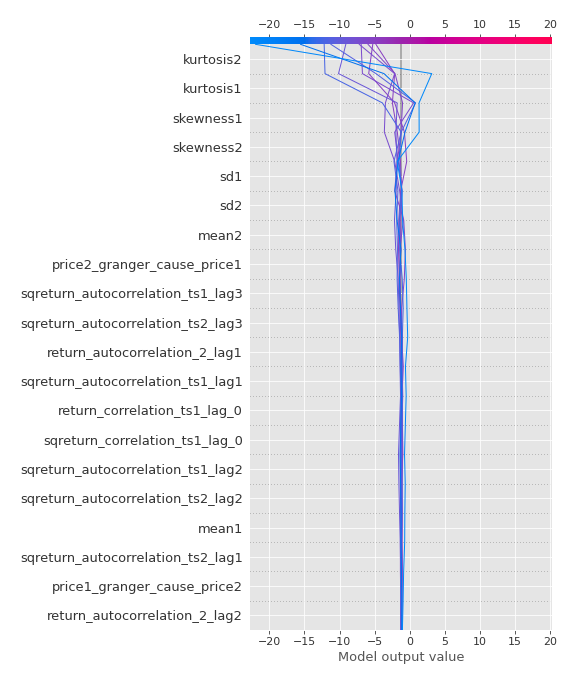 −20 −15 −10 −5 0 5 10 15 20
kurtosis2
kurtosis1
skewness1
skewness2
sd1
sd2
mean2
price2_granger_cause_price1
sqreturn_autocorrelation_ts1_lag3
sqreturn_autocorrelation_ts2_lag3
return_autocorrelation_2_lag1
sqreturn_autocorrelation_ts1_lag1
return_correlation_ts1_lag_0
sqreturn_correlation_ts1_lag_0
sqreturn_autocorrelation_ts1_lag2
sqreturn_autocorrelation_ts2_lag2
mean1
sqreturn_autocorrelation_ts2_lag1
price1_granger_cause_price2
return_autocorrelation_2_lag2
−20 −15 −10 −5 0 5 10 15 20
Model output value